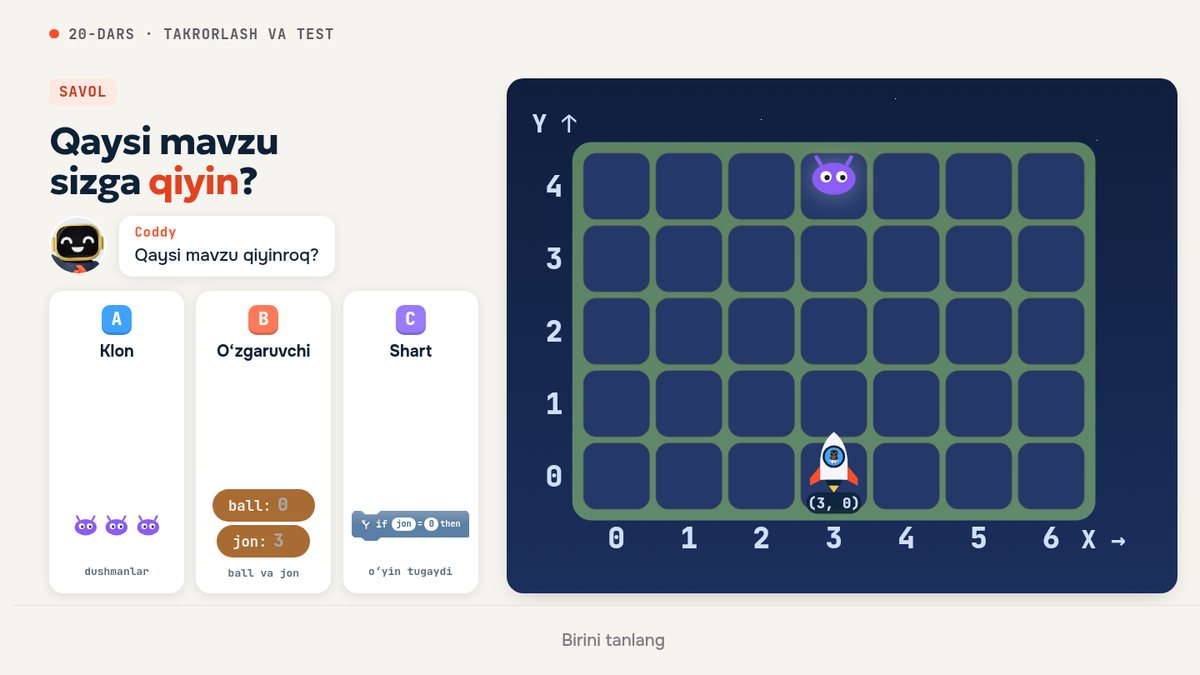 20-DARS · TAKRORLASH VA TEST
SAVOL
Qaysi mavzu
sizga qiyin?
Coddy
Qaysi mavzu qiyinroq?
A
Klon
dushmanlar
B
Oʻzgaruvchi
ball: 0
jon: 3
ball va jon
C
Shart
if jon = 0 then
oʻyin tugaydi
Y ↑
4
3
2
1
0
(3, 0)
0 1 2 3 4 5 6 X →
Birini tanlang